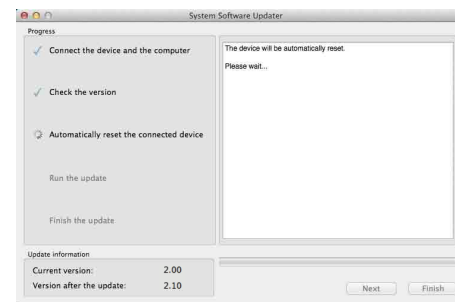 System Software Updater
Progress
Connect the device and the computer
Check the version
Automatically reset the connected device
Run the update
Finish the update
The device will be automatically reset.
Please wait...
Update information
Current version: 2.00
Version after the update: 2.10
Next Finish